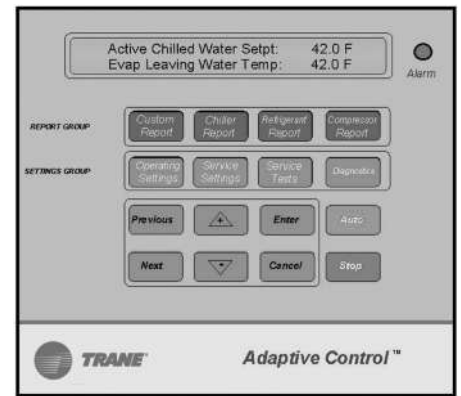 Active Chilled Water Setpt: 42.0 F
Evap Leaving Water Temp: 42.0 F
Alarm
REPORT GROUP
Custom Report
Chiller Report
Refrigerant Report
Compressor Report
SETTINGS GROUP
Operating Settings
Service Settings
Service Tests
Diagnostics
Previous
+
Enter
Auto
Next
-
Cancel
Stop
TRANE
Adaptive Control™